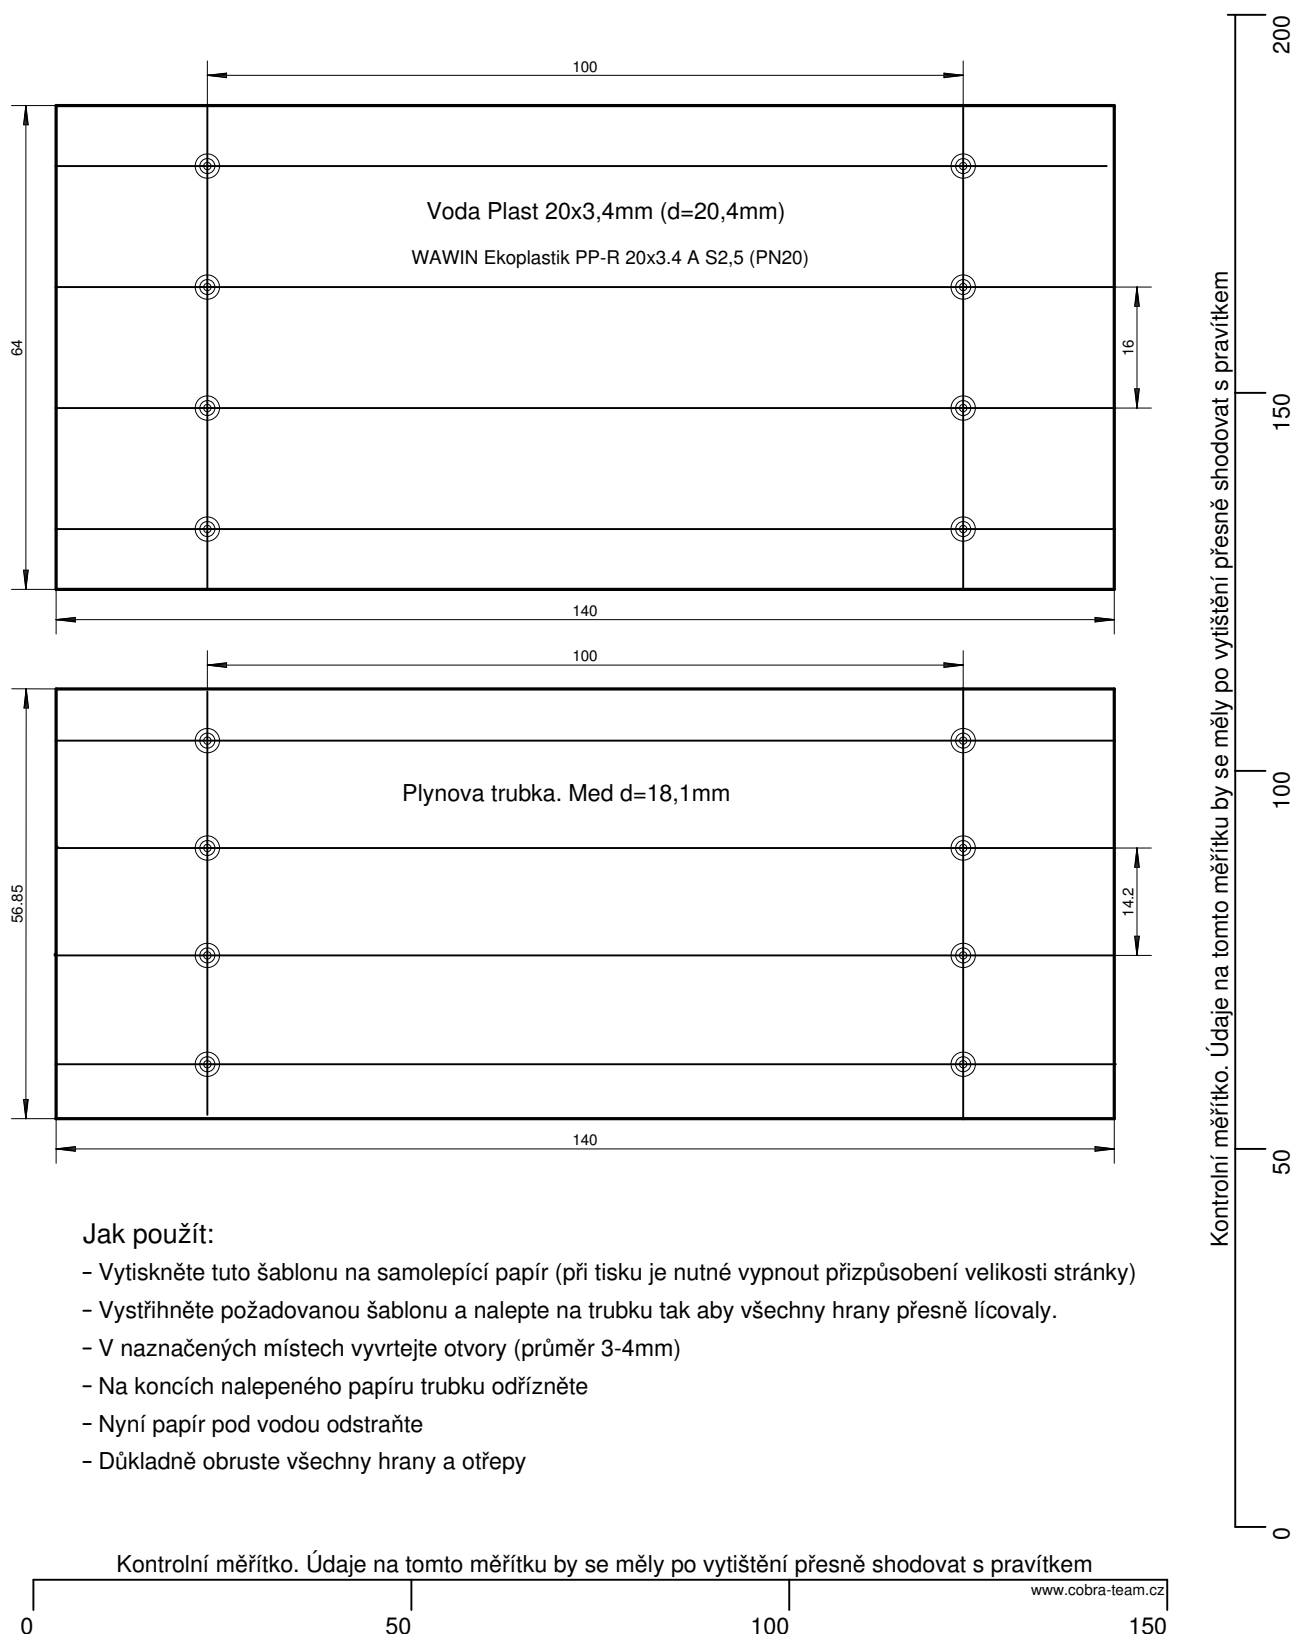 100
Voda Plast 20x3,4mm (d=20,4mm)
WAWIN Ekoplastik PP-R 20x3.4 A S2,5 (PN20)
64
16
140
100
Plynova trubka. Med d=18,1mm
56.85
14.2
140
Jak použít:
- Vytiskněte tuto šablonu na samolepící papír (při tisku je nutné vypnout přizpůsobení velikosti stránky)
- Vystřihněte požadovanou šablonu a nalepte na trubku tak aby všechny hrany přesně lícovaly.
- V naznačených místech vyvrtejte otvory (průměr 3-4mm)
- Na koncích nalepeného papíru trubku odřízněte
- Nyní papír pod vodou odstraňte
- Důkladně obruste všechny hrany a otřepy
Kontrolní měřítko. Údaje na tomto měřítku by se měly po vytištění přesně shodovat s pravítkem
www.cobra-team.cz
0
50
100
150
Kontrolní měřítko. Údaje na tomto měřítku by se měly po vytištění přesně shodovat s pravítkem
0
50
100
150
200